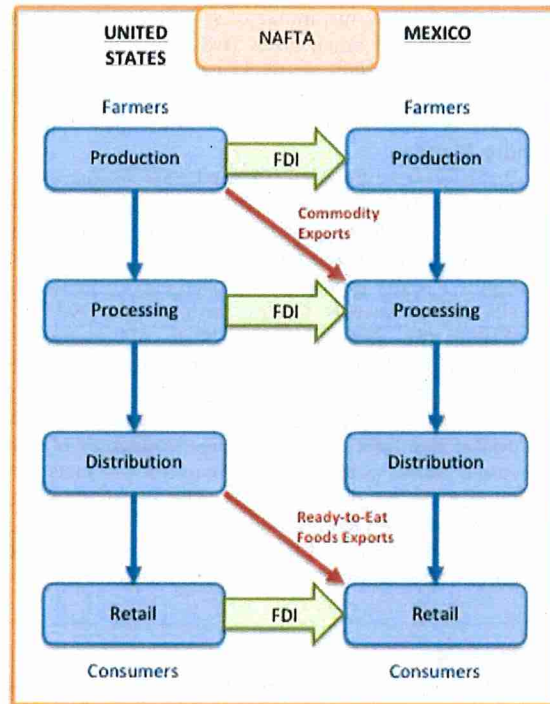 UNITED
STATES
NAFTA
MEXICO
Farmers
Farmers
Production
FDI
Production
Commodity
Exports
Processing
FDI
Processing
Distribution
Distribution
Ready-to-Eat
Foods Exports
Retail
FDI
Retail
Consumers
Consumers